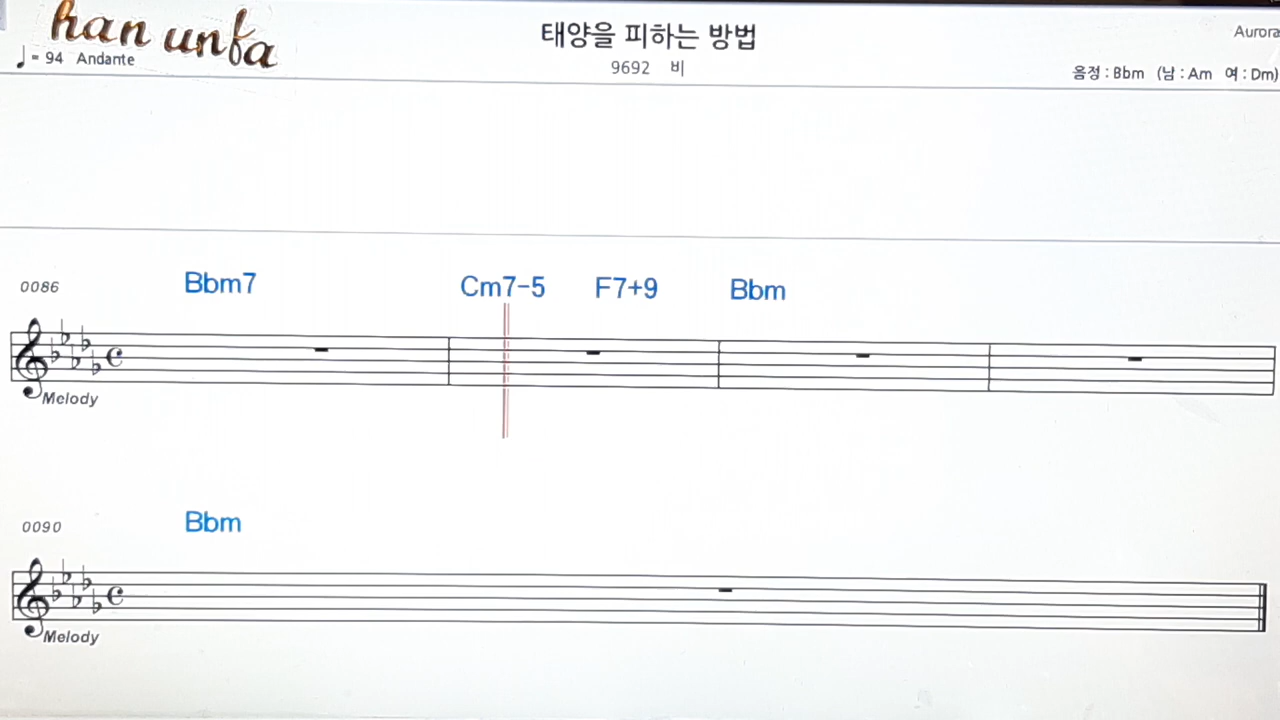 han unfa
♩= 94 Andante
태양을 피하는 방법
9692 비
Aurora
음정 : Bbm (남 : Am 여 : Dm)
0086 Bbm7 Cm7-5 F7+9 Bbm
Melody
0090 Bbm
Melody